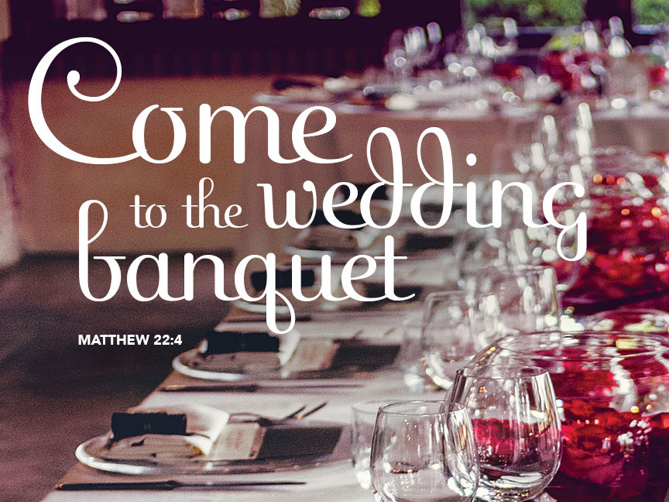 Come
to the wedding
banquet
MATTHEW 22:4